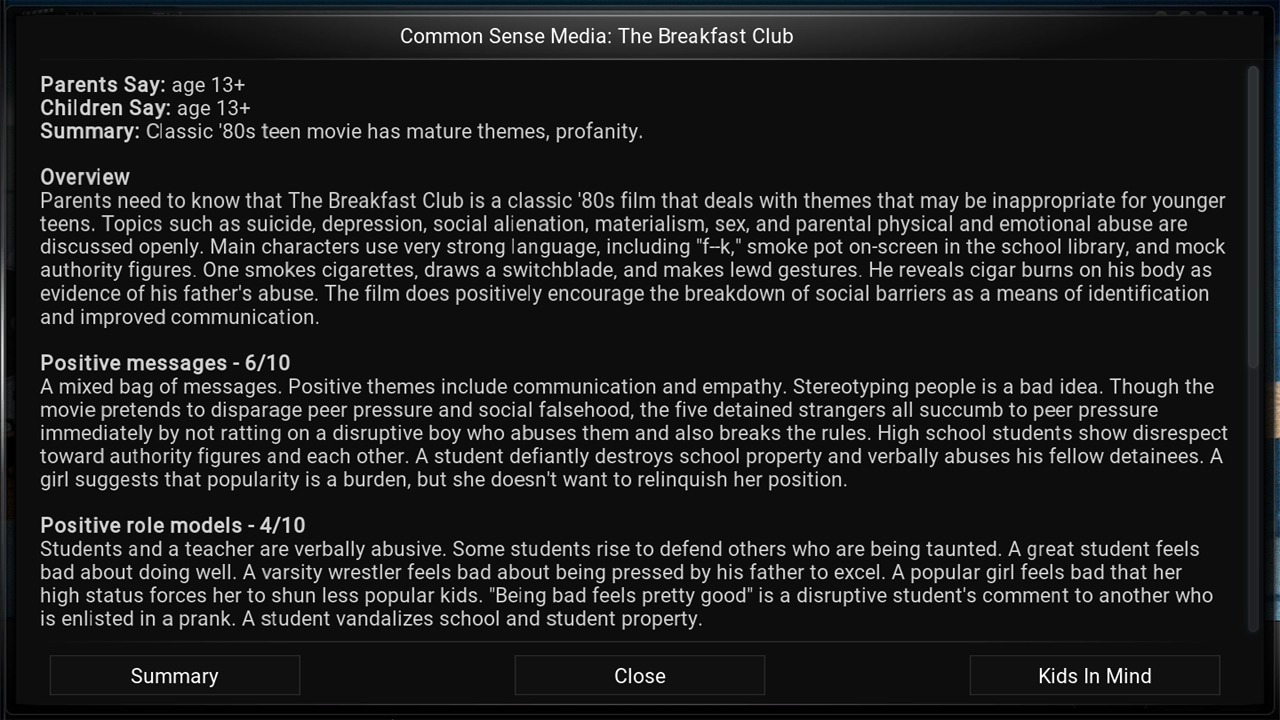 Common Sense Media: The Breakfast Club
Parents Say: age 13+
Children Say: age 13+
Summary: Classic '80s teen movie has mature themes, profanity.
Overview
Parents need to know that The Breakfast Club is a classic '80s film that deals with themes that may be inappropriate for younger
teens. Topics such as suicide, depression, social alienation, materialism, sex, and parental physical and emotional abuse are
discussed openly. Main characters use very strong language, including "f--k," smoke pot on-screen in the school library, and mock
authority figures. One smokes cigarettes, draws a switchblade, and makes lewd gestures. He reveals cigar burns on his body as
evidence of his father's abuse. The film does positively encourage the breakdown of social barriers as a means of identification
and improved communication.
Positive messages - 6/10
A mixed bag of messages. Positive themes include communication and empathy. Stereotyping people is a bad idea. Though the
movie pretends to disparage peer pressure and social falsehood, the five detained strangers all succumb to peer pressure
immediately by not ratting on a disruptive boy who abuses them and also breaks the rules. High school students show disrespect
toward authority figures and each other. A student defiantly destroys school property and verbally abuses his fellow detainees. A
girl suggests that popularity is a burden, but she doesn't want to relinquish her position.
Positive role models - 4/10
Students and a teacher are verbally abusive. Some students rise to defend others who are being taunted. A great student feels
bad about doing well. A varsity wrestler feels bad about being pressed by his father to excel. A popular girl feels bad that her
high status forces her to shun less popular kids. "Being bad feels pretty good" is a disruptive student's comment to another who
is enlisted in a prank. A student vandalizes school and student property.
Summary
Close
Kids In Mind